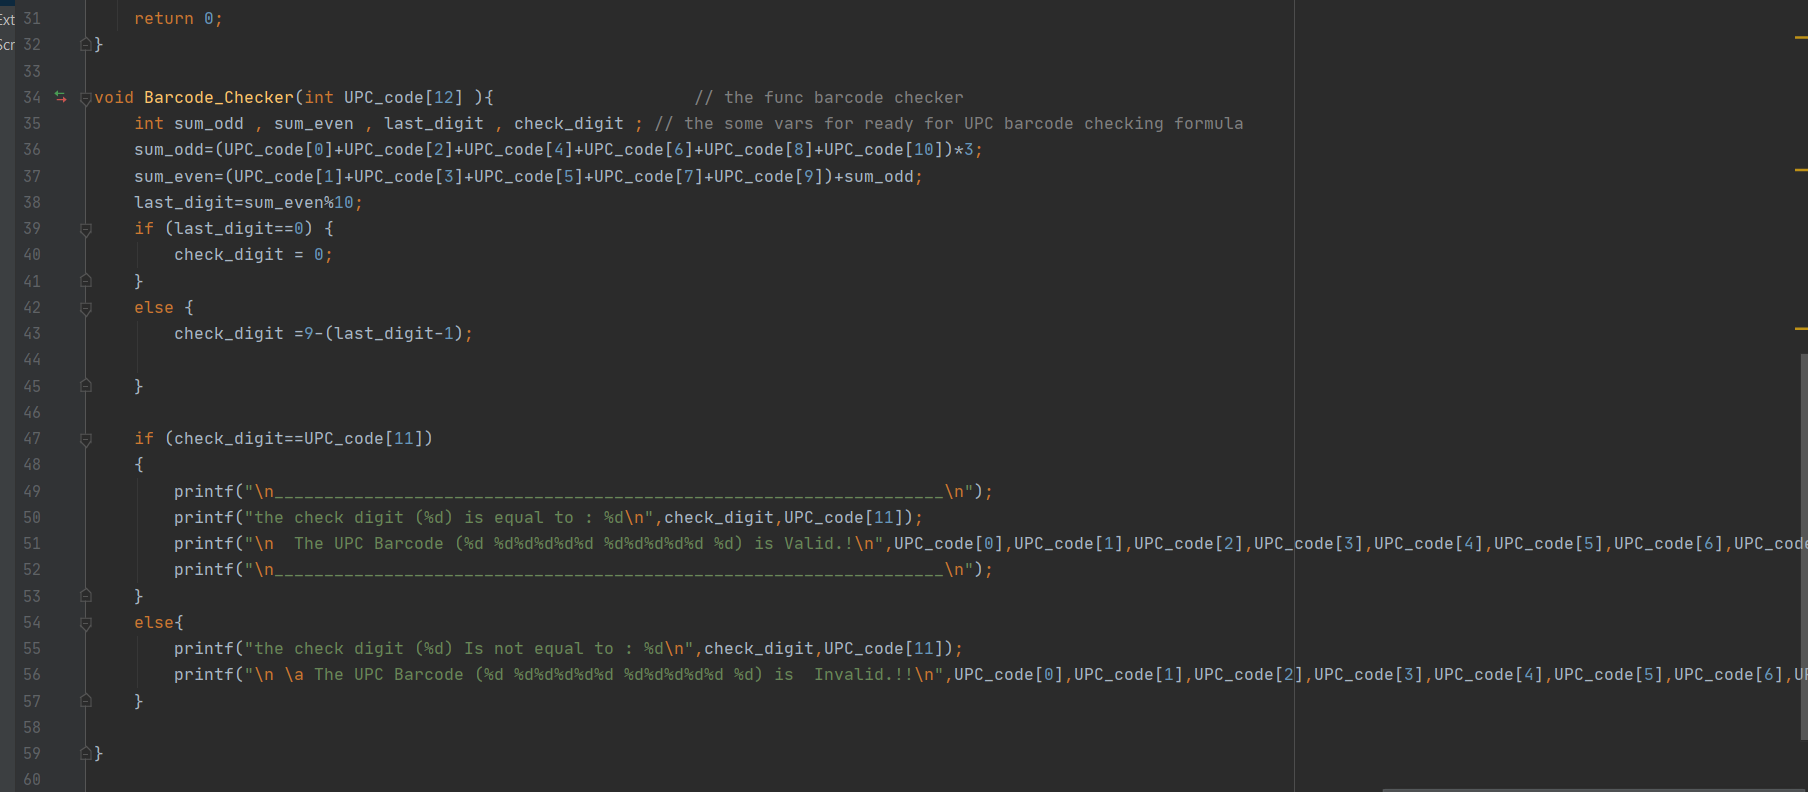 Ext
Scr
31 return 0;
32 }
33
34 void Barcode_Checker(int UPC_code[12] ){ // the func barcode checker
35 int sum_odd , sum_even , last_digit , check_digit ; // the some vars for ready for UPC barcode checking formula
36 sum_odd=(UPC_code[0]+UPC_code[2]+UPC_code[4]+UPC_code[6]+UPC_code[8]+UPC_code[10])*3;
37 sum_even=(UPC_code[1]+UPC_code[3]+UPC_code[5]+UPC_code[7]+UPC_code[9])+sum_odd;
38 last_digit=sum_even%10;
39 if (last_digit==0) {
40 check_digit = 0;
41 }
42 else {
43 check_digit =9-(last_digit-1);
44
45 }
46
47 if (check_digit==UPC_code[11])
48 {
49 printf("\n___________________________________________________________________\n");
50 printf("the check digit (%d) is equal to : %d\n",check_digit,UPC_code[11]);
51 printf("\n  The UPC Barcode (%d %d%d%d%d%d %d%d%d%d%d %d) is Valid.!\n",UPC_code[0],UPC_code[1],UPC_code[2],UPC_code[3],UPC_code[4],UPC_code[5],UPC_code[6],UPC_code
52 printf("\n___________________________________________________________________\n");
53 }
54 else{
55 printf("the check digit (%d) Is not equal to : %d\n",check_digit,UPC_code[11]);
56 printf("\n \a The UPC Barcode (%d %d%d%d%d%d %d%d%d%d%d %d) is  Invalid.!!\n",UPC_code[0],UPC_code[1],UPC_code[2],UPC_code[3],UPC_code[4],UPC_code[5],UPC_code[6],U
57 }
58
59 }
60